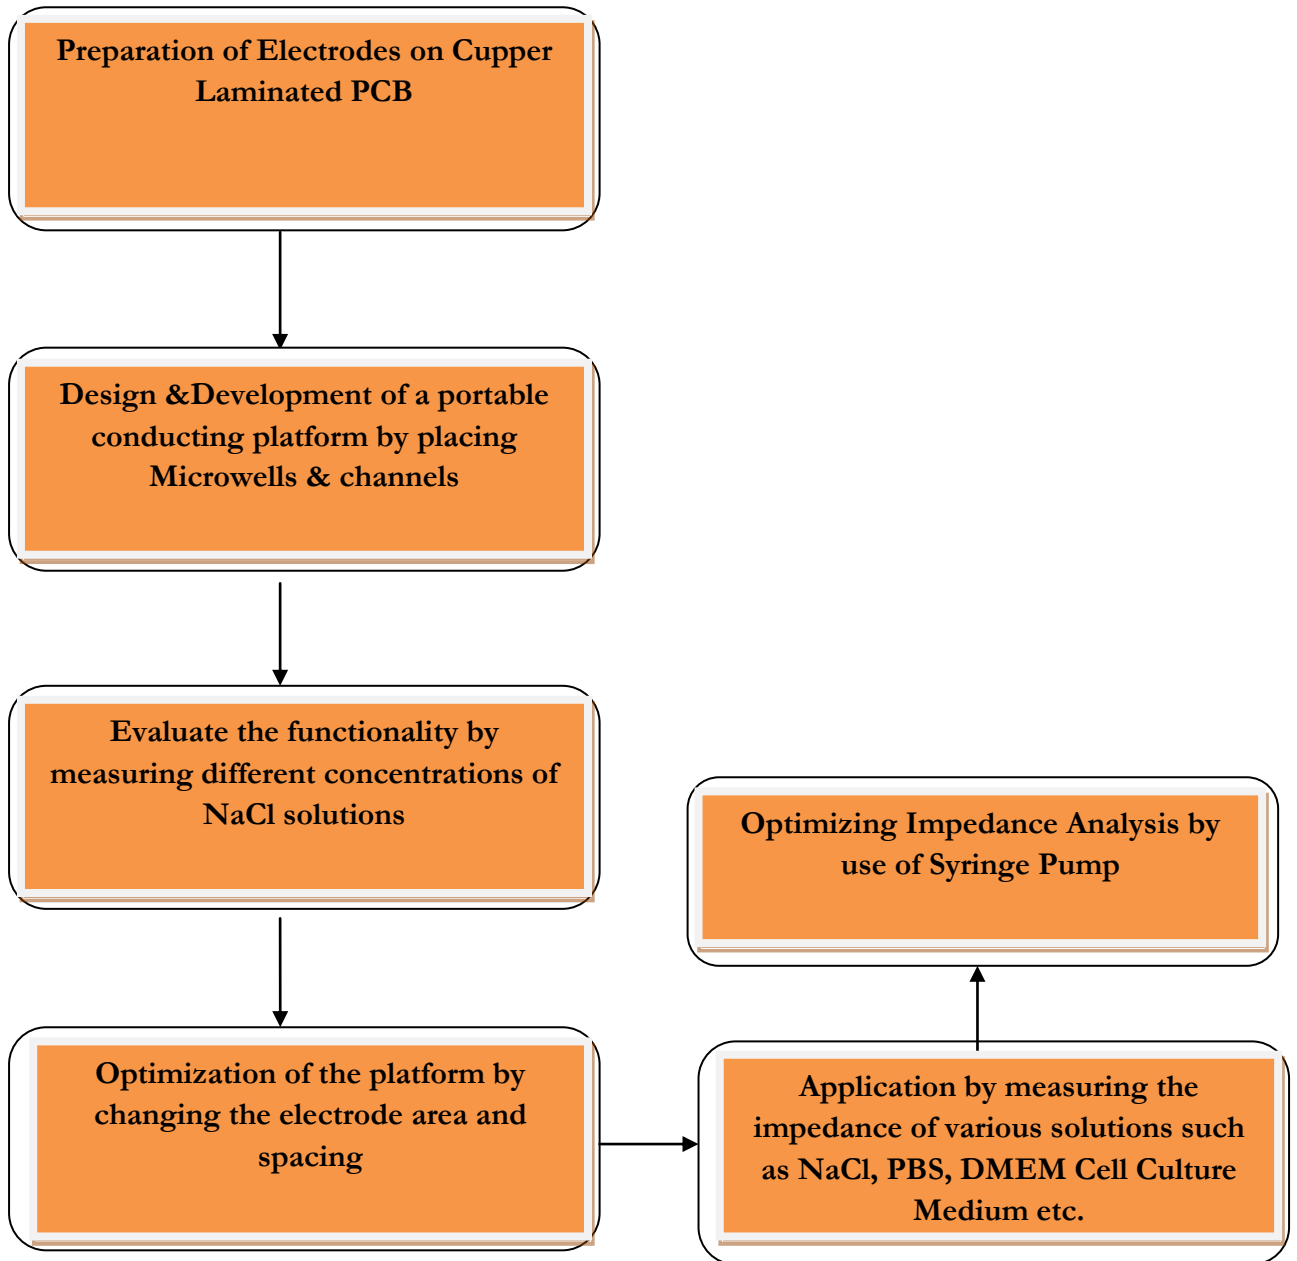 Preparation of Electrodes on Cupper
Laminated PCB
Design &Development of a portable
conducting platform by placing
Microwells & channels
Evaluate the functionality by
measuring different concentrations of
NaCl solutions
Optimization of the platform by
changing the electrode area and
spacing
Application by measuring the
impedance of various solutions such
as NaCl, PBS, DMEM Cell Culture
Medium etc.
Optimizing Impedance Analysis by
use of Syringe Pump